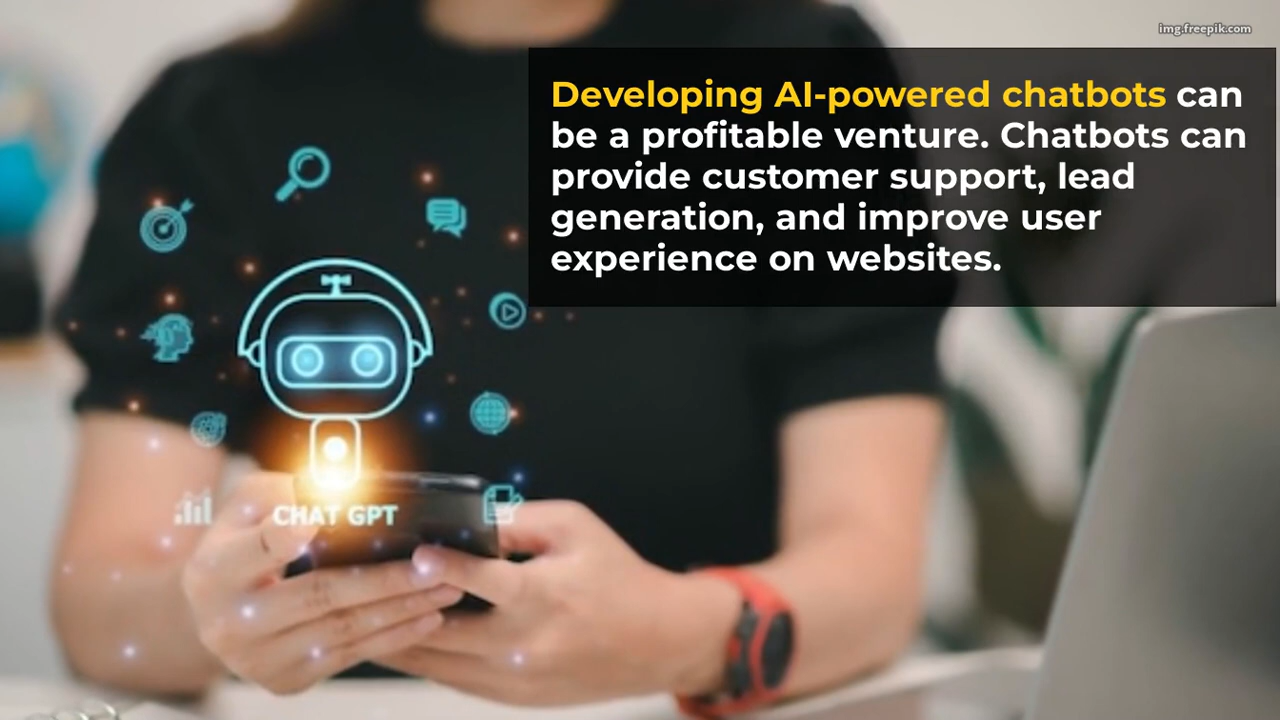 img.freepik.com
Developing AI-powered chatbots can
be a profitable venture. Chatbots can
provide customer support, lead
generation, and improve user
experience on websites.
CHAT GPT